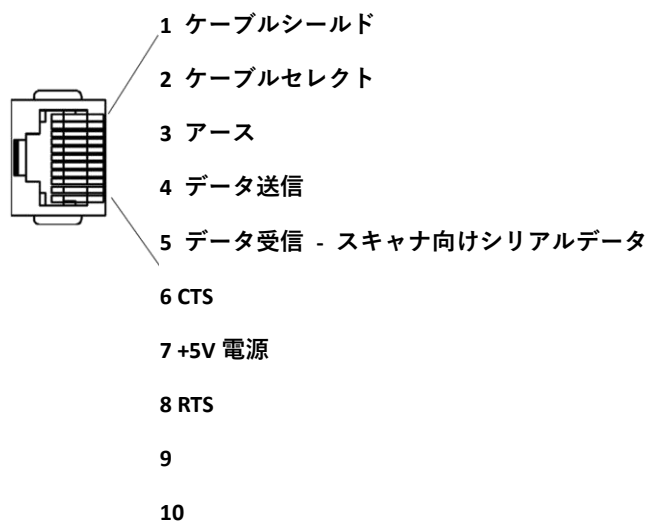 1 ケーブルシールド
2 ケーブルセレクト
3 アース
4 データ送信
5 データ受信 - スキャナ向けシリアルデータ
6 CTS
7 +5V 電源
8 RTS
9
10